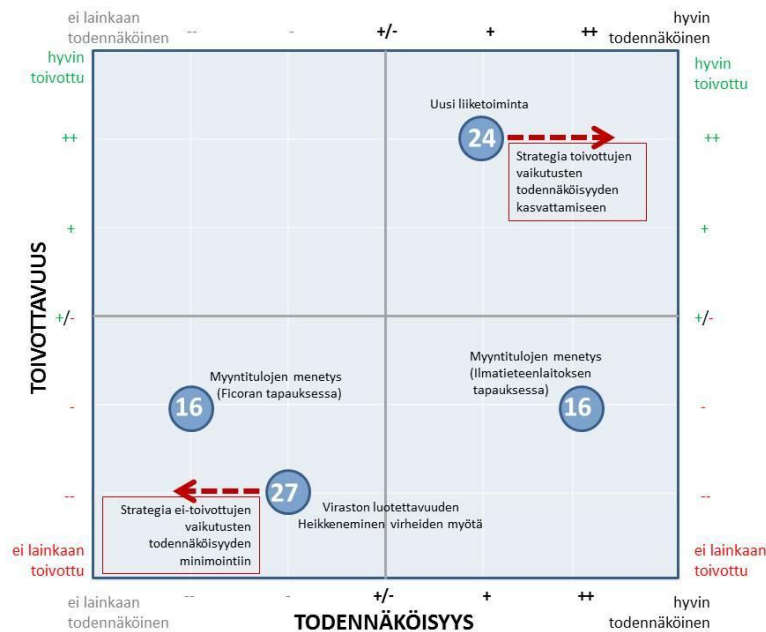 ei lainkaan
todennäköinen
--
-
+/-
+
++
hyvin
todennäköinen
hyvin
toivottu
hyvin
toivottu
Uusi liiketoiminta
++
24
++
Strategia toivottujen
vaikutusten
todennäköisyyden
kasvattamiseen
+
+
TOIVOTTAVUUS
+/-
+/-
Myyntitulojen menetys
(Ficoran tapauksessa)
Myyntitulojen menetys
(Ilmatieteenlaitoksen
tapauksessa)
-
16
16
-
--
27
--
Strategia ei-toivottujen
vaikutusten
todennäköisyyden
minimointiin
Viraston luotettavuuden
Heikkeneminen virheiden myötä
ei lainkaan
toivottu
ei lainkaan
toivottu
ei lainkaan
todennäköinen
--
-
+/-
+
++
hyvin
todennäköinen
TODENNÄKÖISYYS